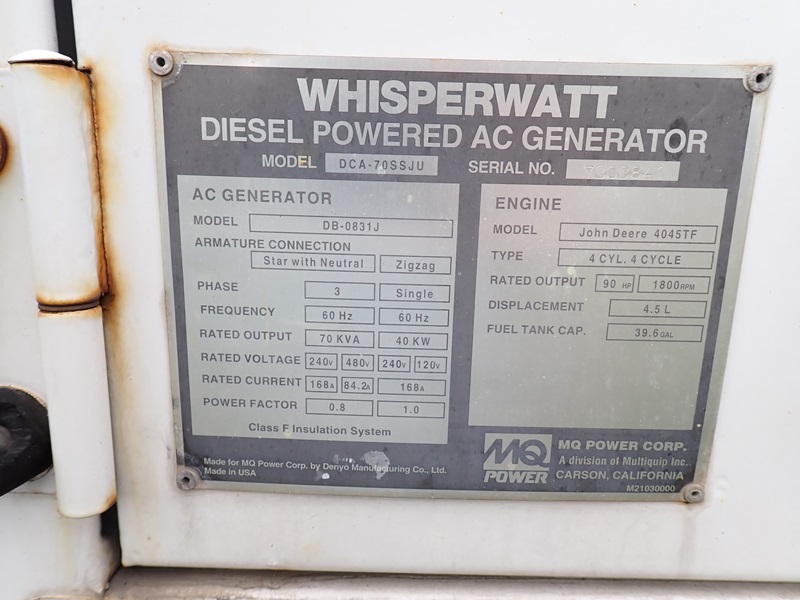 WHISPERWATT
DIESEL POWERED AC GENERATOR
MODEL DCA-70SSJU SERIAL NO.
AC GENERATOR
MODEL DB-0831J
ARMATURE CONNECTION
Star with Neutral Zigzag
PHASE 3 Single
FREQUENCY 60 Hz 60 Hz
RATED OUTPUT 70 KVA 40 KW
RATED VOLTAGE 240V 480V 240V 120V
RATED CURRENT 168A 84.2A 168A
POWER FACTOR 0.8 1.0
Class F Insulation System
ENGINE
MODEL John Deere 4045TF
TYPE 4 CYL. 4 CYCLE
RATED OUTPUT 90 HP 1800RPM
DISPLACEMENT 4.5 L
FUEL TANK CAP. 39.6GAL
Made for MQ Power Corp. by Denyo Manufacturing Co., Ltd.
Made in USA
MQ
POWER
MQ POWER CORP.
A division of Multiquip Inc.
CARSON, CALIFORNIA
M21030000